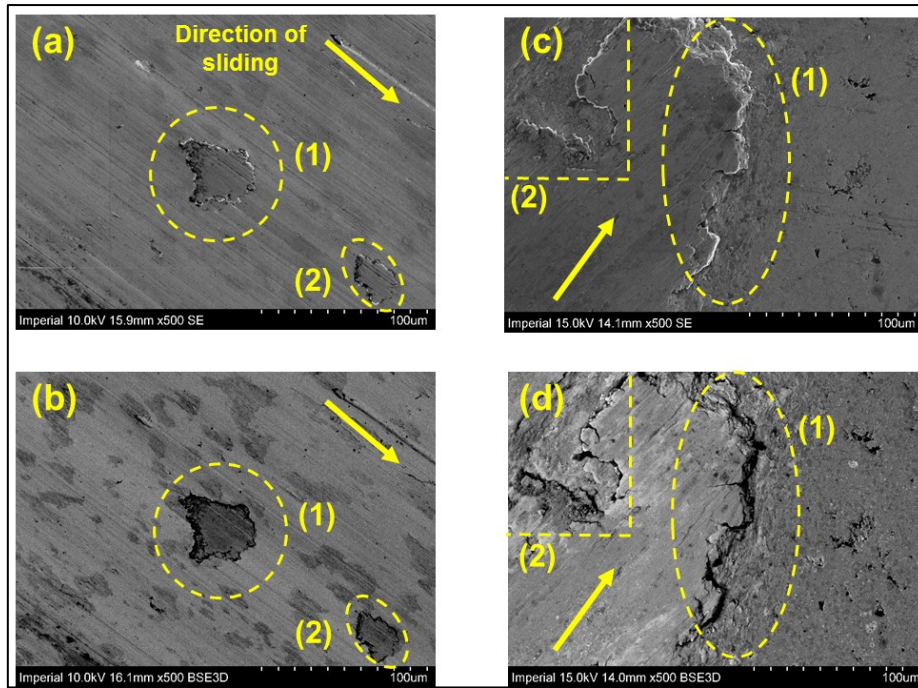 (a)
Direction of
sliding
(1)
(2)
Imperial 10.0kV 15.9mm x500 SE
100um
(c)
(1)
(2)
Imperial 15.0kV 14.1mm x500 SE
100um
(b)
(1)
(2)
Imperial 10.0kV 16.1mm x500 BSE3D
100um
(d)
(1)
(2)
Imperial 15.0kV 14.0mm x500 BSE3D
100um